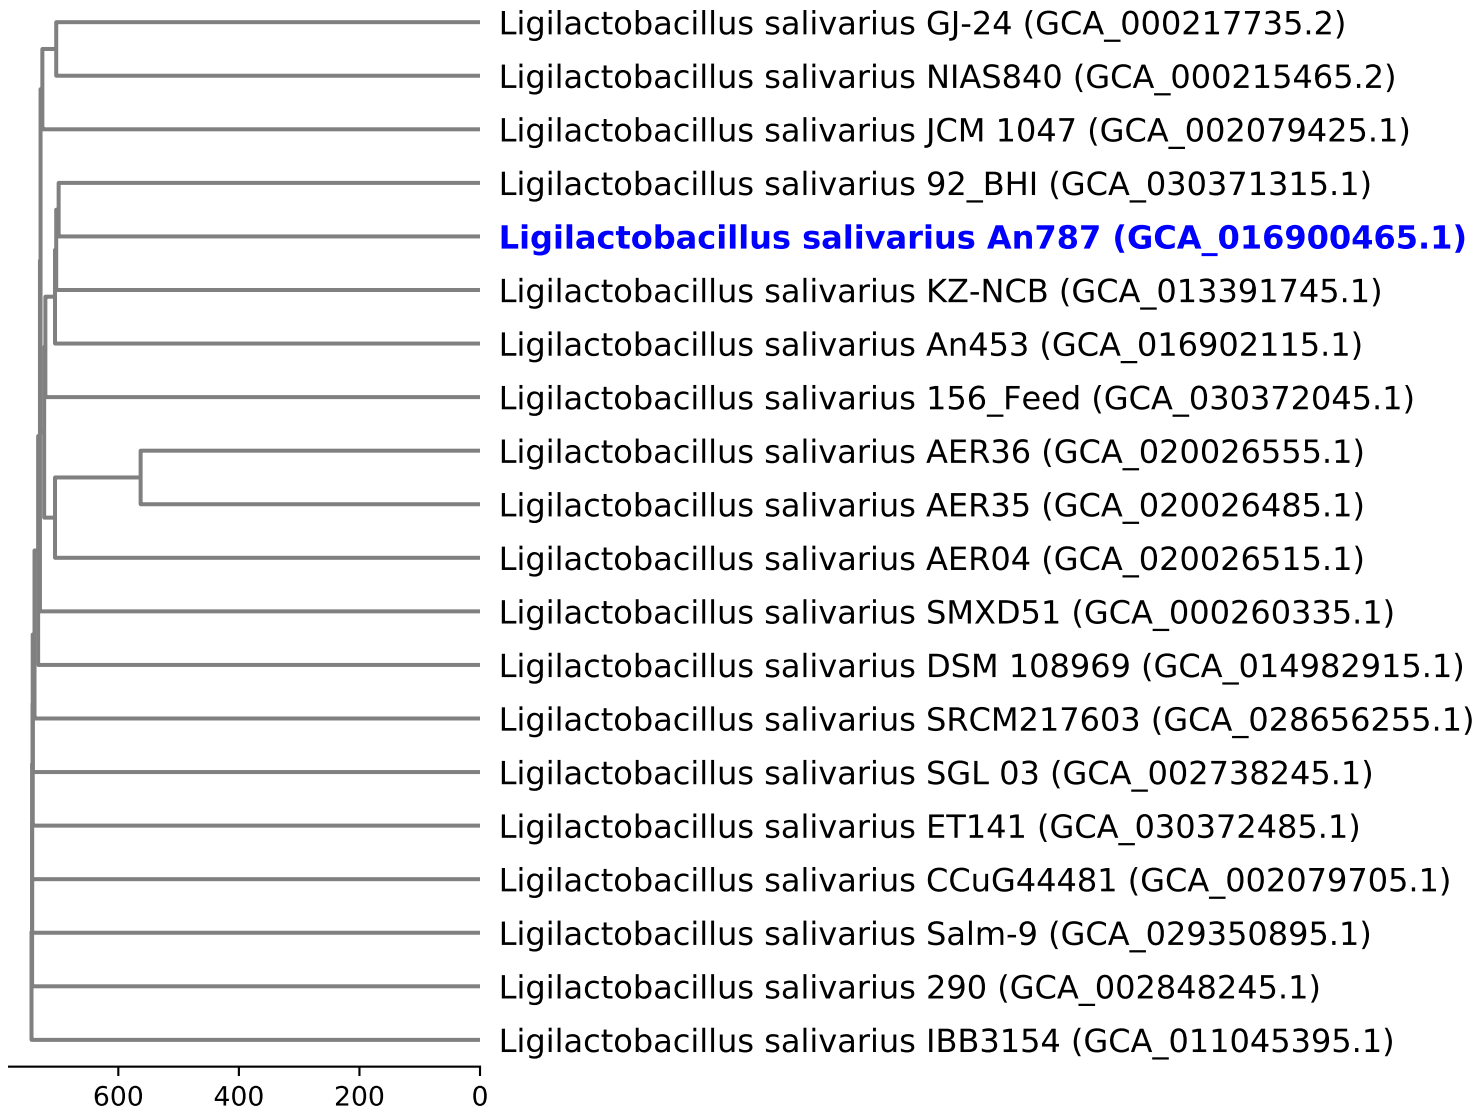 Ligilactobacillus salivarius GJ-24 (GCA_000217735.2)
Ligilactobacillus salivarius NIAS840 (GCA_000215465.2)
Ligilactobacillus salivarius JCM 1047 (GCA_002079425.1)
Ligilactobacillus salivarius 92_BHI (GCA_030371315.1)
Ligilactobacillus salivarius An787 (GCA_016900465.1)
Ligilactobacillus salivarius KZ-NCB (GCA_013391745.1)
Ligilactobacillus salivarius An453 (GCA_016902115.1)
Ligilactobacillus salivarius 156_Feed (GCA_030372045.1)
Ligilactobacillus salivarius AER36 (GCA_020026555.1)
Ligilactobacillus salivarius AER35 (GCA_020026485.1)
Ligilactobacillus salivarius AER04 (GCA_020026515.1)
Ligilactobacillus salivarius SMXD51 (GCA_000260335.1)
Ligilactobacillus salivarius DSM 108969 (GCA_014982915.1)
Ligilactobacillus salivarius SRCM217603 (GCA_028656255.1)
Ligilactobacillus salivarius SGL 03 (GCA_002738245.1)
Ligilactobacillus salivarius ET141 (GCA_030372485.1)
Ligilactobacillus salivarius CCuG44481 (GCA_002079705.1)
Ligilactobacillus salivarius Salm-9 (GCA_029350895.1)
Ligilactobacillus salivarius 290 (GCA_002848245.1)
Ligilactobacillus salivarius IBB3154 (GCA_011045395.1)
600 400 200 0